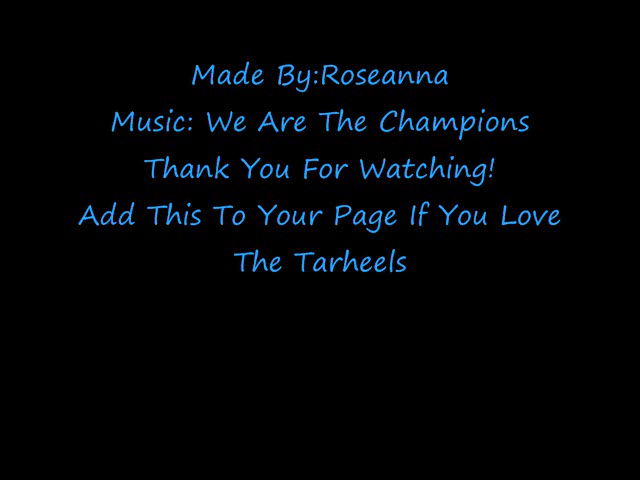 Made By:Roseanna
Music: We Are The Champions
Thank You For Watching!
Add This To Your Page If You Love
The Tarheels